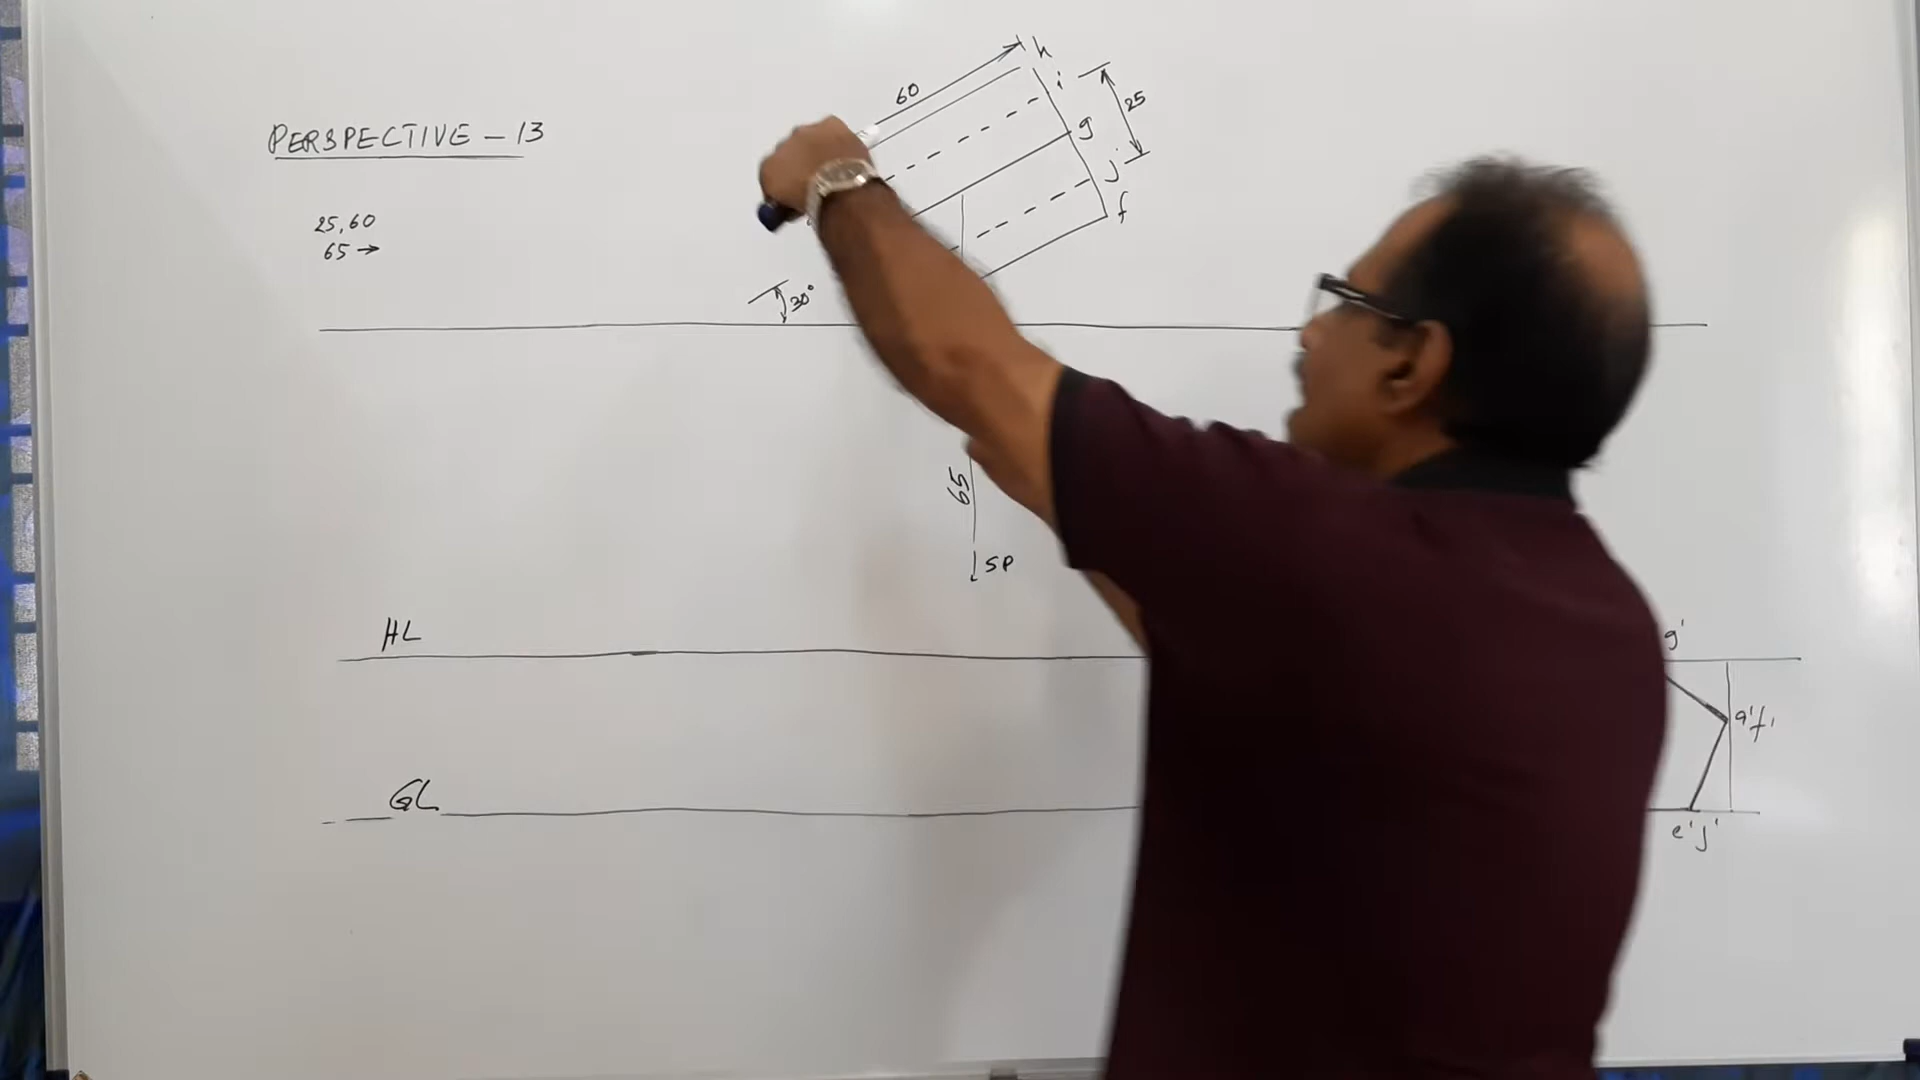 PERSPECTIVE - 13
25, 60
65 →
60
h
i
25
g
j
f
30°
65
SP
HL
g'
a'f'
GL
e'j'